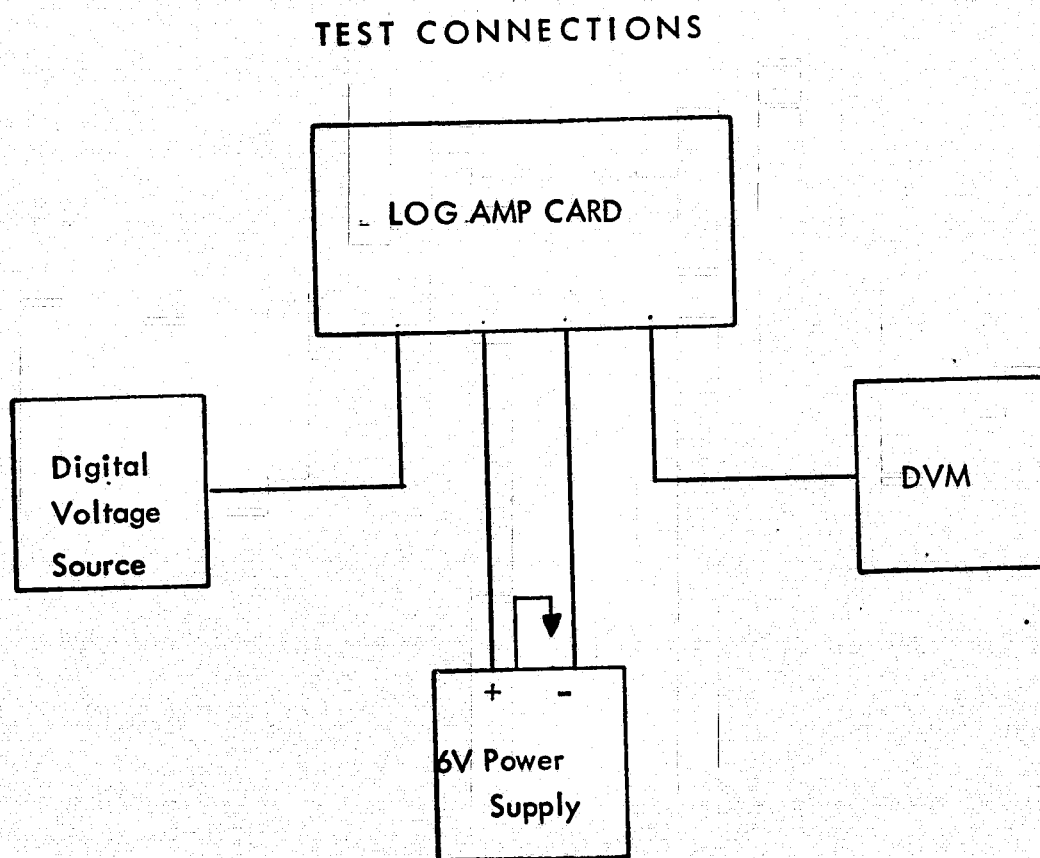 TEST CONNECTIONS
LOG AMP CARD
Digital
Voltage
Source
DVM
+ -
6V Power
Supply